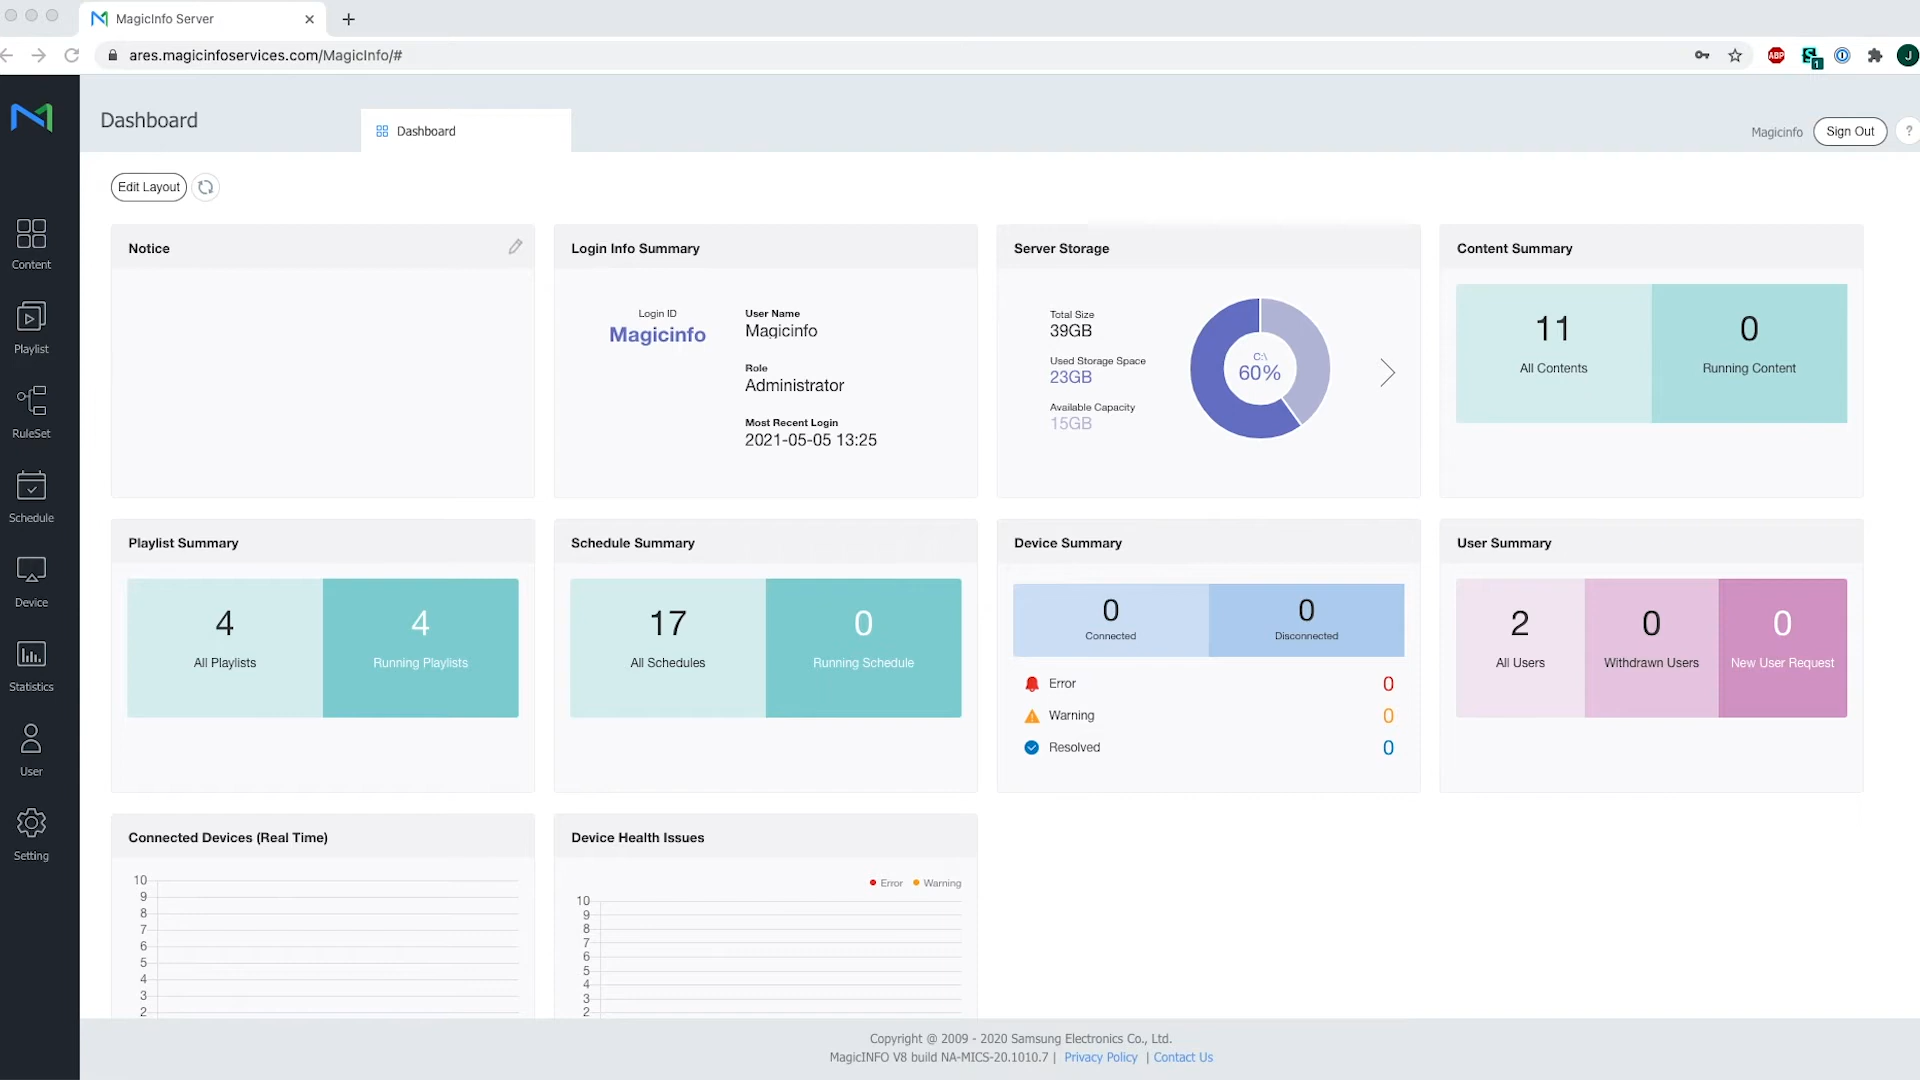 MagicInfo Server
ares.magicinfoservices.com/MagicInfo/#
ABP
1
J
Dashboard
Dashboard
Magicinfo
Sign Out
?
Content
Playlist
RuleSet
Schedule
Device
Statistics
User
Setting
Edit Layout
Notice
Login Info Summary
Login ID
Magicinfo
User Name
Magicinfo
Role
Administrator
Most Recent Login
2021-05-05 13:25
Server Storage
Total Size
39GB
Used Storage Space
23GB
Available Capacity
15GB
C:\
60%
Content Summary
11
All Contents
0
Running Content
Playlist Summary
4
All Playlists
4
Running Playlists
Schedule Summary
17
All Schedules
0
Running Schedule
Device Summary
0
Connected
0
Disconnected
Error 0
Warning 0
Resolved 0
User Summary
2
All Users
0
Withdrawn Users
0
New User Request
Connected Devices (Real Time)
10
9
8
7
6
5
4
3
2
Device Health Issues
Error Warning
10
9
8
7
6
5
4
3
2
Copyright @ 2009 - 2020 Samsung Electronics Co., Ltd.
MagicINFO V8 build NA-MICS-20.1010.7 | Privacy Policy | Contact Us